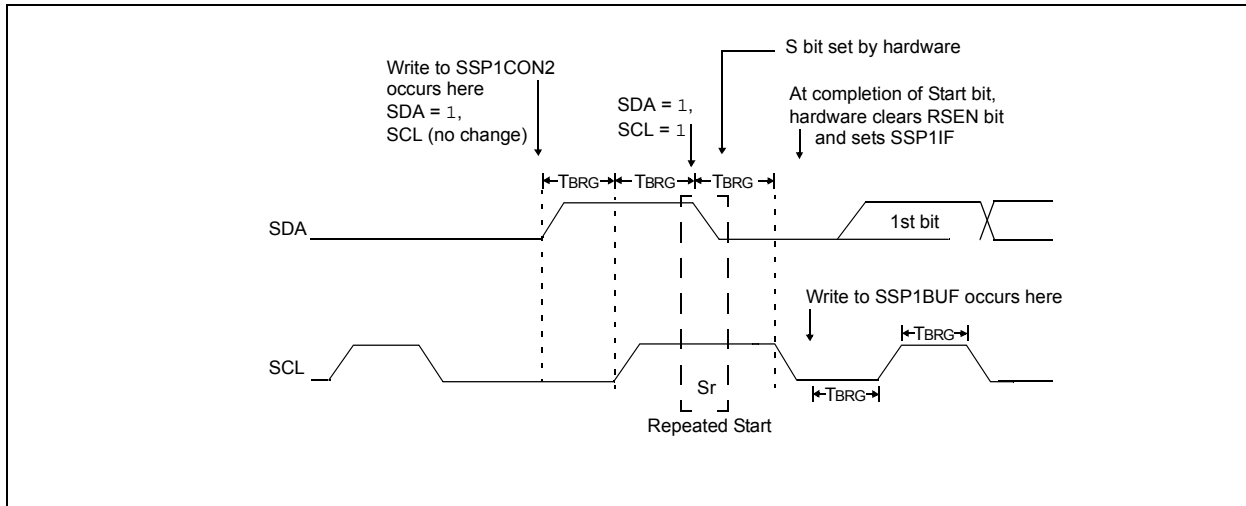 S bit set by hardware
Write to SSP1CON2
occurs here
SDA = 1,
SCL (no change)
SDA = 1,
SCL = 1
At completion of Start bit,
hardware clears RSEN bit
and sets SSP1IF
TBRG TBRG TBRG
SDA
1st bit
Write to SSP1BUF occurs here
TBRG
SCL
Sr
TBRG
Repeated Start